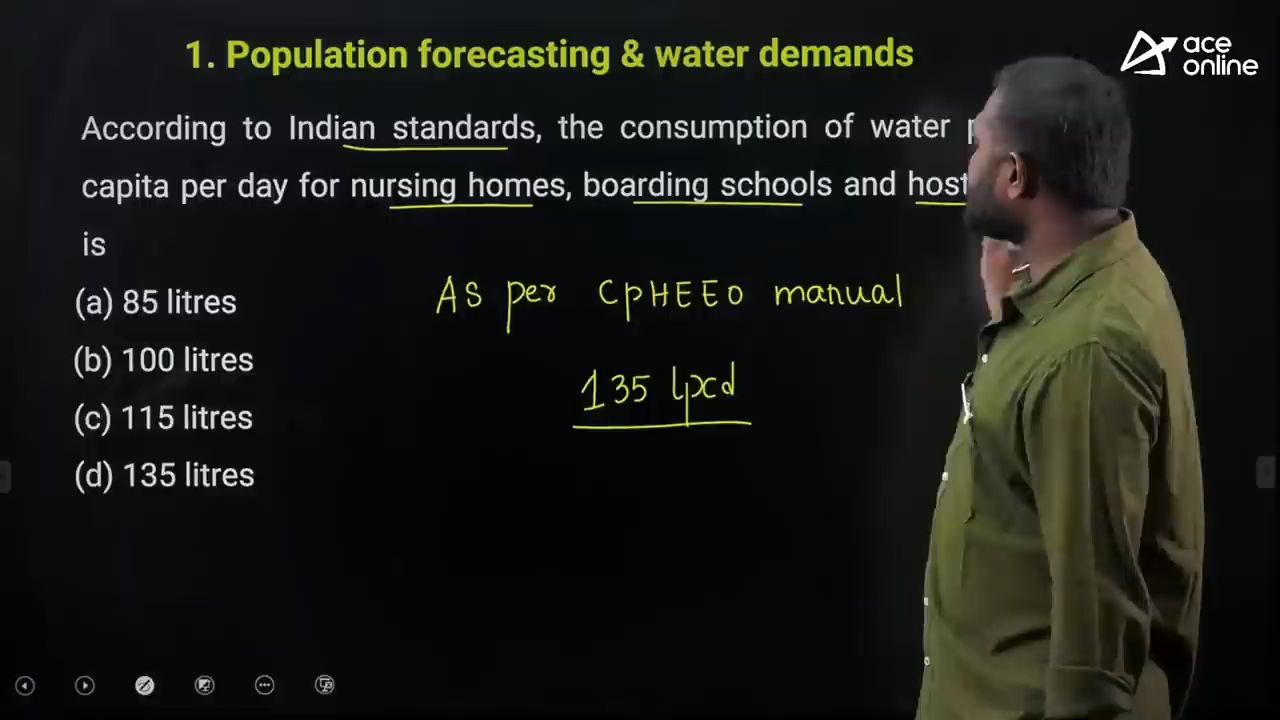 1. Population forecasting & water demands
ace
online
According to Indian standards, the consumption of water
capita per day for nursing homes, boarding schools and host
is
(a) 85 litres
As per CPHEEO manual
(b) 100 litres
135 lpcd
(c) 115 litres
(d) 135 litres